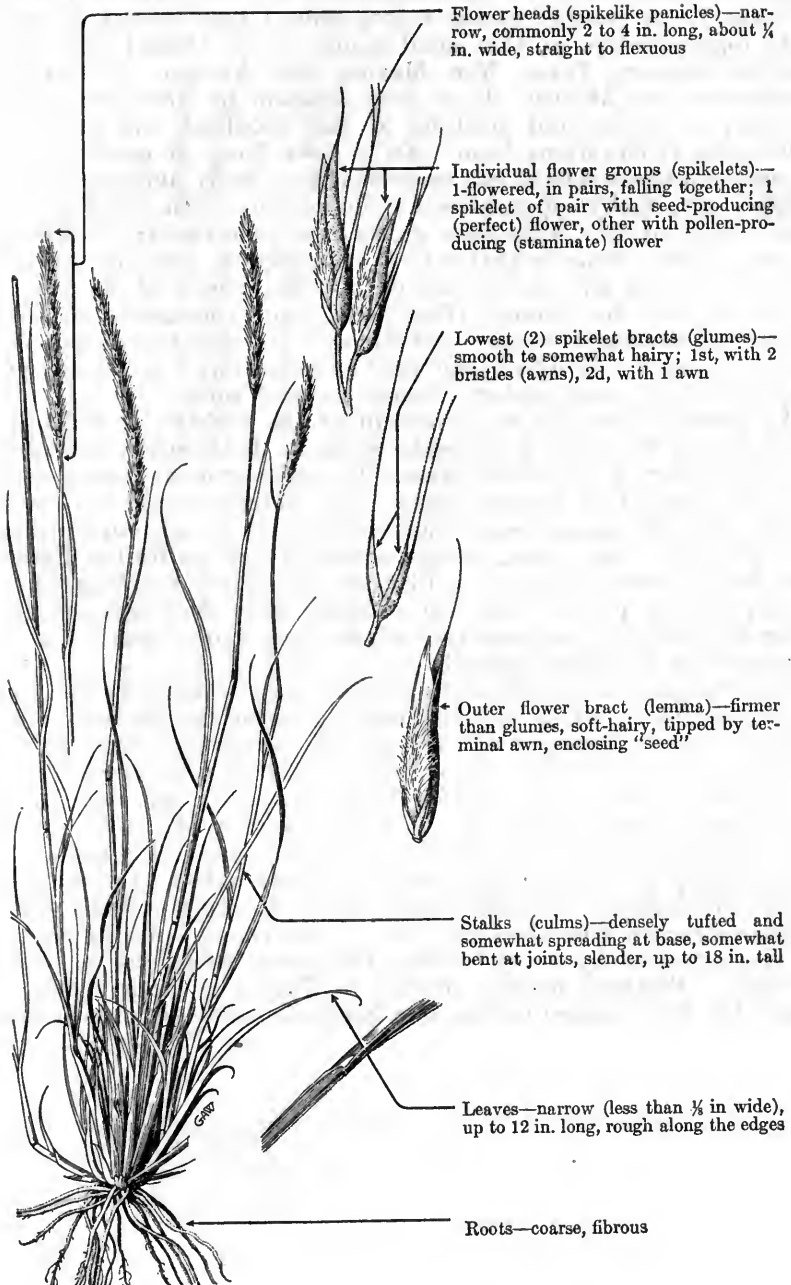 Flower heads (spikelike panicles)—nar-
row, commonly 2 to 4 in. long, about ¼
in. wide, straight to flexuous
Individual flower groups (spikelets)—
1-flowered, in pairs, falling together; 1
spikelet of pair with seed-producing
(perfect) flower, other with pollen-pro-
ducing (staminate) flower
Lowest (2) spikelet bracts (glumes)—
smooth to somewhat hairy; 1st, with 2
bristles (awns), 2d, with 1 awn
Outer flower bract (lemma)—firmer
than glumes, soft-hairy, tipped by ter-
minal awn, enclosing "seed"
Stalks (culms)—densely tufted and
somewhat spreading at base, somewhat
bent at joints, slender, up to 18 in. tall
GAW
Leaves—narrow (less than ⅛ in wide),
up to 12 in. long, rough along the edges
Roots—coarse, fibrous